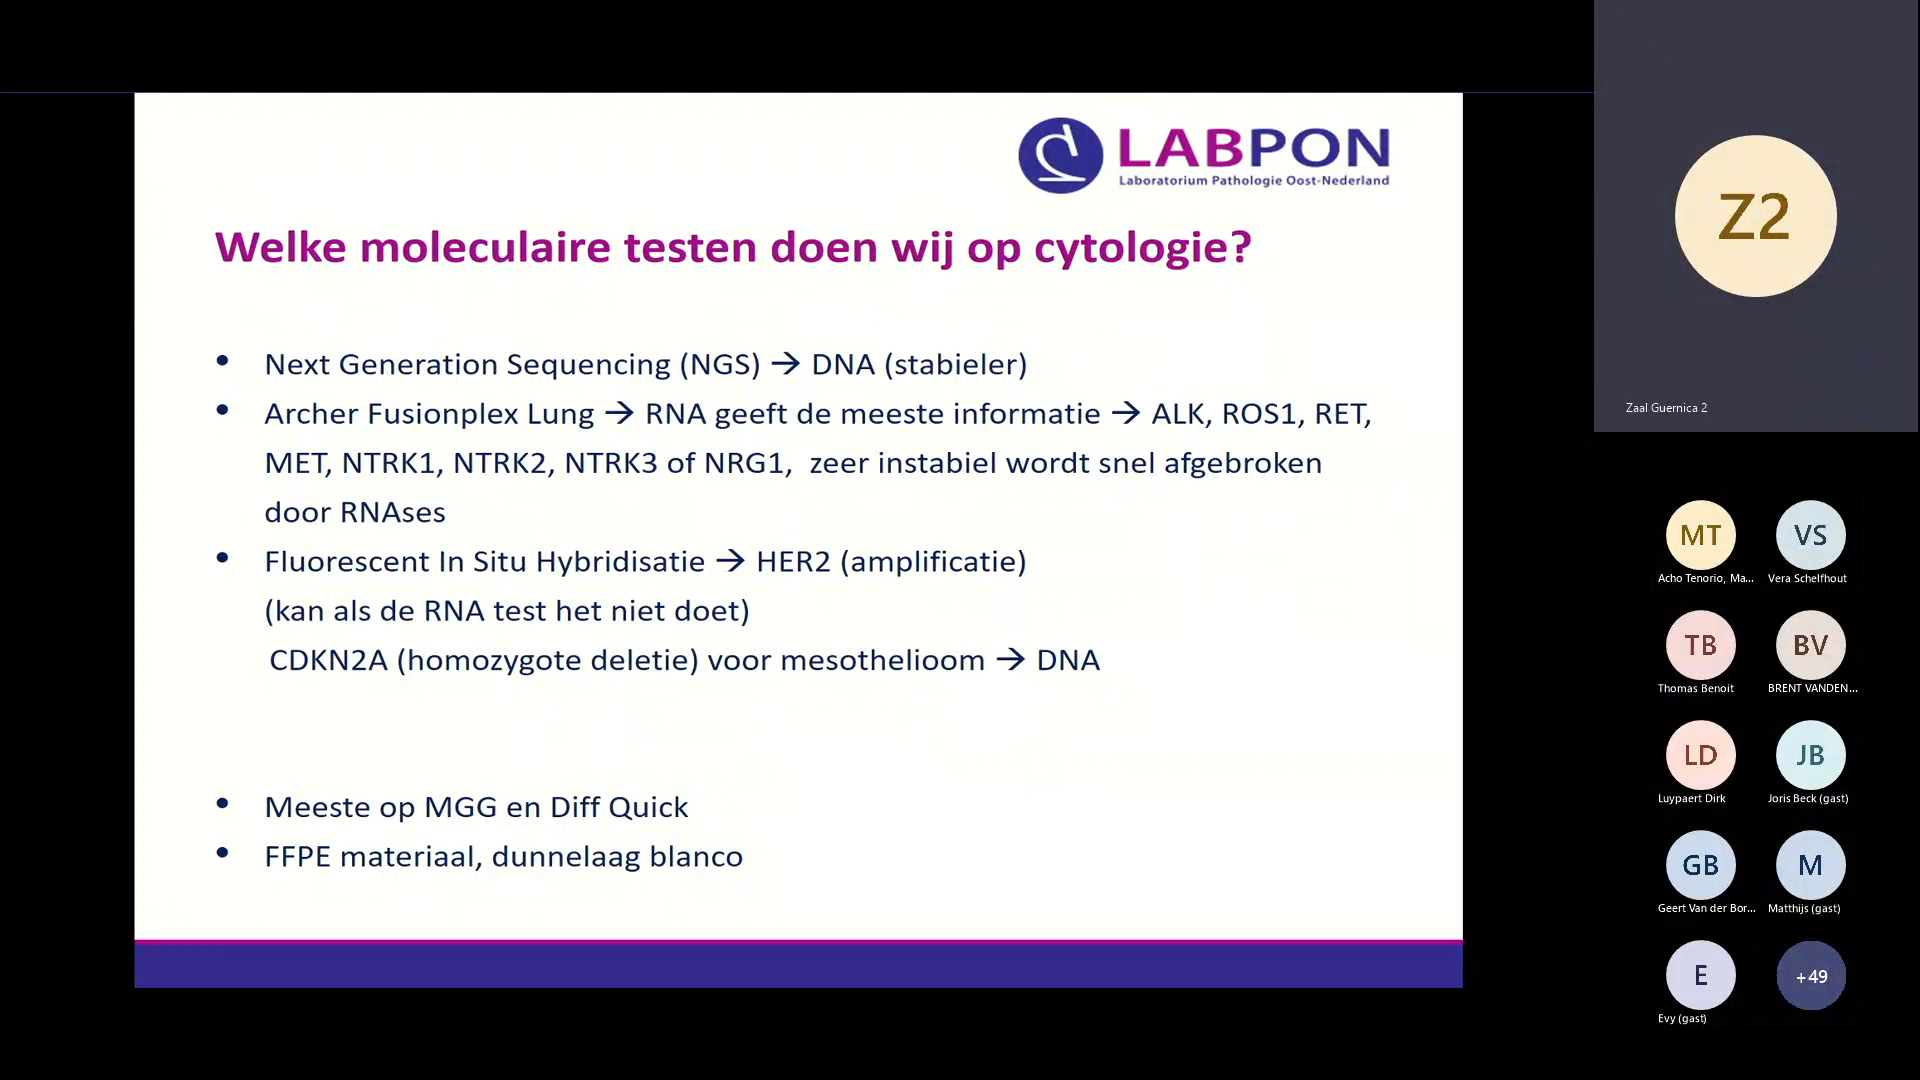 LABPON
Laboratorium Pathologie Oost-Nederland
Welke moleculaire testen doen wij op cytologie?
• Next Generation Sequencing (NGS) → DNA (stabieler)
• Archer Fusionplex Lung → RNA geeft de meeste informatie → ALK, ROS1, RET,
MET, NTRK1, NTRK2, NTRK3 of NRG1, zeer instabiel wordt snel afgebroken
door RNAses
• Fluorescent In Situ Hybridisatie → HER2 (amplificatie)
(kan als de RNA test het niet doet)
CDKN2A (homozygote deletie) voor mesothelioom → DNA
• Meeste op MGG en Diff Quick
• FFPE materiaal, dunnelaag blanco
Z2
Zaal Guernica 2
MT
VS
Acho Tenorio, Ma...
Vera Schelfhout
TB
BV
Thomas Benoit
BRENT VANDEN...
LD
JB
Luypaert Dirk
Joris Beck (gast)
GB
M
Geert Van der Bor...
Matthijs (gast)
E
+49
Evy (gast)